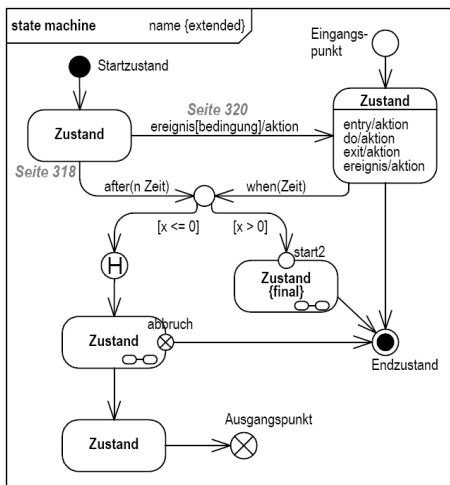 state machine name {extended}
Startzustand
Eingangs-
punkt
Zustand
Seite 320
ereignis[bedingung]/aktion
Zustand
entry/aktion
do/aktion
exit/aktion
ereignis/aktion
Seite 318
after(n Zeit)
when(Zeit)
[x <= 0]
[x > 0]
H
start2
Zustand
{final}
abbruch
Zustand
Endzustand
Zustand
Ausgangspunkt